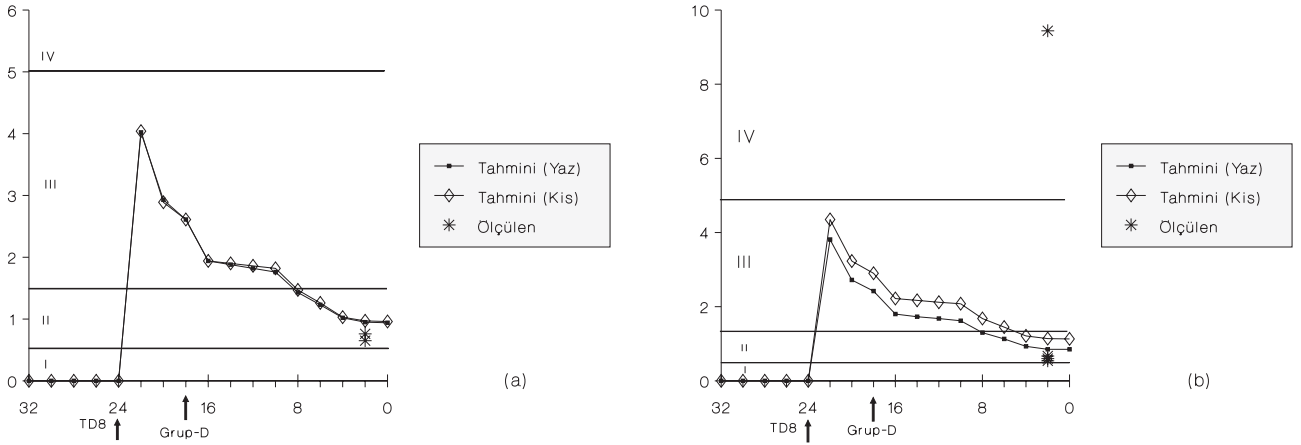 6
5
4
3
2
1
0
IV
III
II
I
32 24 16 8 0
TD8
Grup-D
Tahmini (Yaz)
Tahmini (Kis)
Ölçülen
(a)
10
8
6
4
2
0
IV
III
II
I
32 24 16 8 0
TD8
Grup-D
Tahmini (Yaz)
Tahmini (Kis)
Ölçülen
(b)